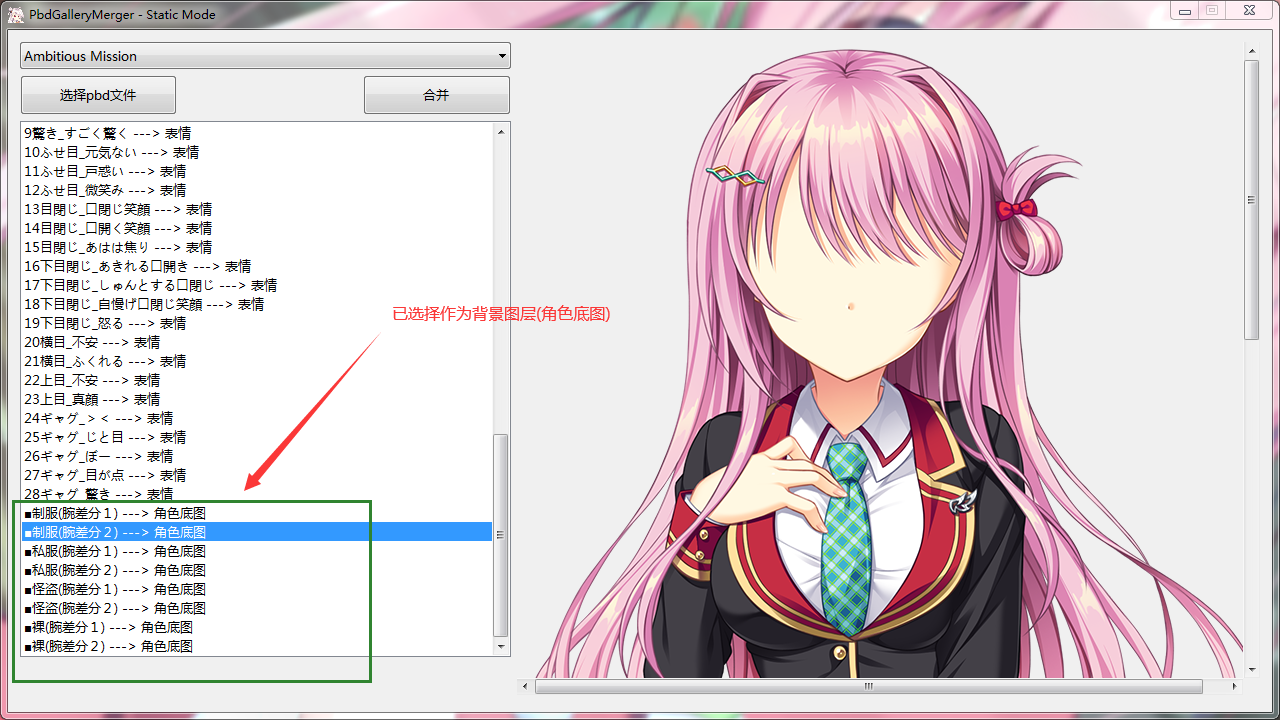 PbdGalleryMerger - Static Mode
Ambitious Mission
选择pbd文件
合并
9驚き_すごく驚く ---> 表情
10ふせ目_元気ない ---> 表情
11ふせ目_戸惑い ---> 表情
12ふせ目_微笑み ---> 表情
13目閉じ_口閉じ笑顔 ---> 表情
14目閉じ_口開く笑顔 ---> 表情
15目閉じ_あはは焦り ---> 表情
16下目閉じ_あきれる口開き ---> 表情
17下目閉じ_しゅんとする口閉じ ---> 表情
18下目閉じ_自慢げ口閉じ笑顔 ---> 表情
19下目閉じ_怒る ---> 表情
20横目_不安 ---> 表情
21横目_ふくれる ---> 表情
22上目_不安 ---> 表情
23上目_真顔 ---> 表情
24ギャグ_＞＜ ---> 表情
25ギャグ_じと目 ---> 表情
26ギャグ_ぼー ---> 表情
27ギャグ_目が点 ---> 表情
28ギャグ_驚き ---> 表情
■制服(腕差分１) ---> 角色底图
■制服(腕差分２) ---> 角色底图
■私服(腕差分１) ---> 角色底图
■私服(腕差分２) ---> 角色底图
■怪盗(腕差分１) ---> 角色底图
■怪盗(腕差分２) ---> 角色底图
■裸(腕差分１) ---> 角色底图
■裸(腕差分２) ---> 角色底图
已选择作为背景图层(角色底图)